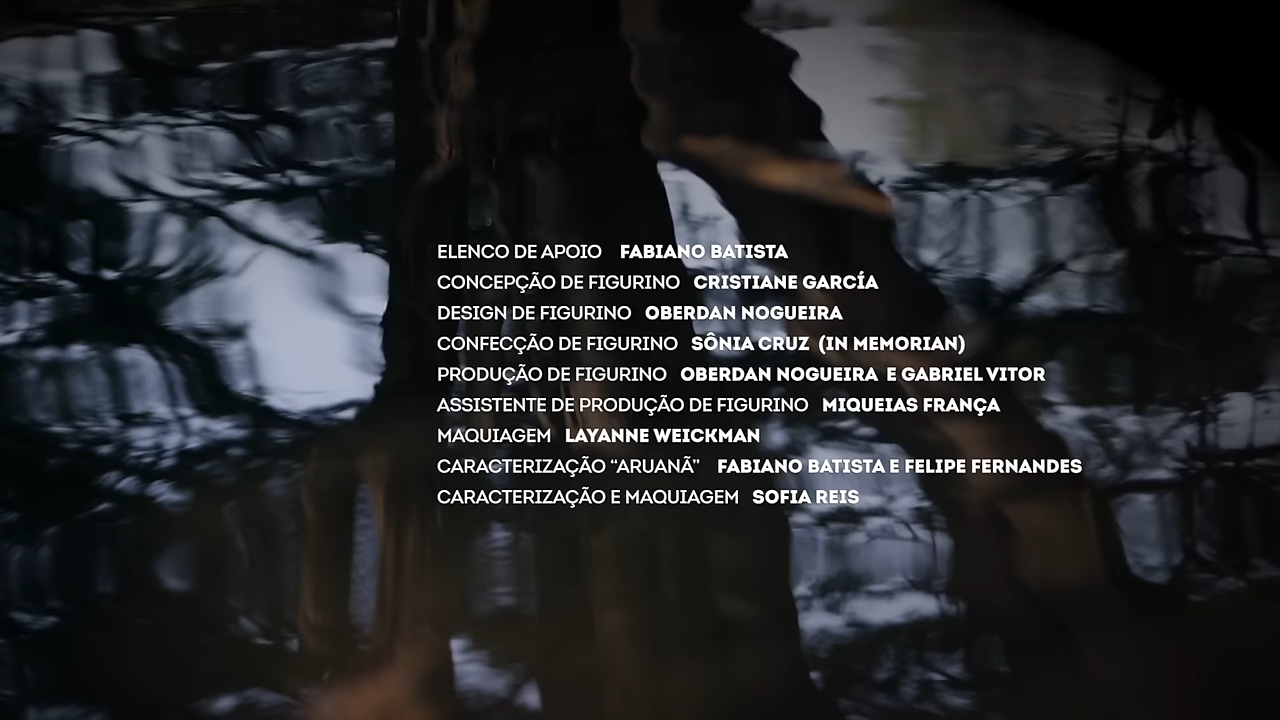 ELENCO DE APOIO FABIANO BATISTA
CONCEPÇÃO DE FIGURINO CRISTIANE GARCÍA
DESIGN DE FIGURINO OBERDAN NOGUEIRA
CONFECÇÃO DE FIGURINO SÔNIA CRUZ (IN MEMORIAN)
PRODUÇÃO DE FIGURINO OBERDAN NOGUEIRA E GABRIEL VITOR
ASSISTENTE DE PRODUÇÃO DE FIGURINO MIQUEIAS FRANÇA
MAQUIAGEM LAYANNE WEICKMAN
CARACTERIZAÇÃO “ARUANÔ FABIANO BATISTA E FELIPE FERNANDES
CARACTERIZAÇÃO E MAQUIAGEM SOFIA REIS